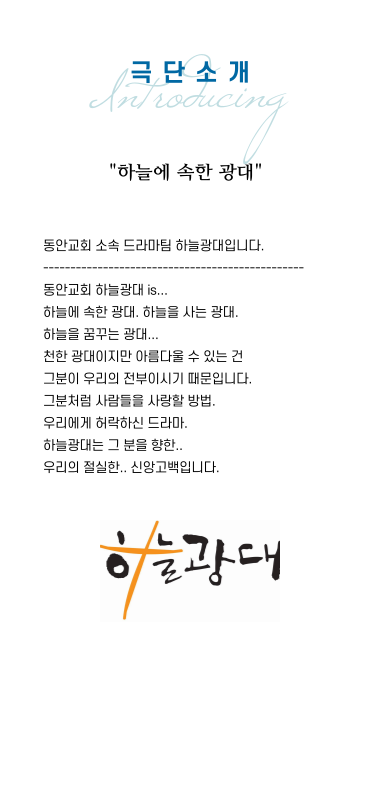 극단소개
Introducing
"하늘에 속한 광대"
동안교회 소속 드라마팀 하늘광대입니다.
------------------------------------------------
동안교회 하늘광대 is...
하늘에 속한 광대. 하늘을 사는 광대.
하늘을 꿈꾸는 광대...
천한 광대이지만 아름다울 수 있는 건
그분이 우리의 전부이시기 때문입니다.
그분처럼 사람들을 사랑할 방법.
우리에게 허락하신 드라마.
하늘광대는 그 분을 향한..
우리의 절실한.. 신앙고백입니다.
하늘광대